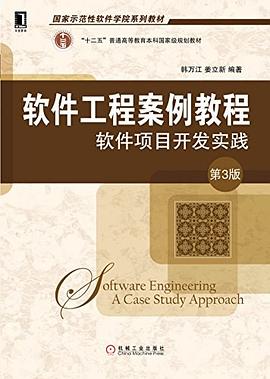 国家示范性软件学院系列教材
"十二五"普通高等教育本科国家级规划教材
韩万江 姜立新 编著
软件工程案例教程
软件项目开发实践
第3版
Software Engineering
A Case Study Approach
机械工业出版社
China Machine Press